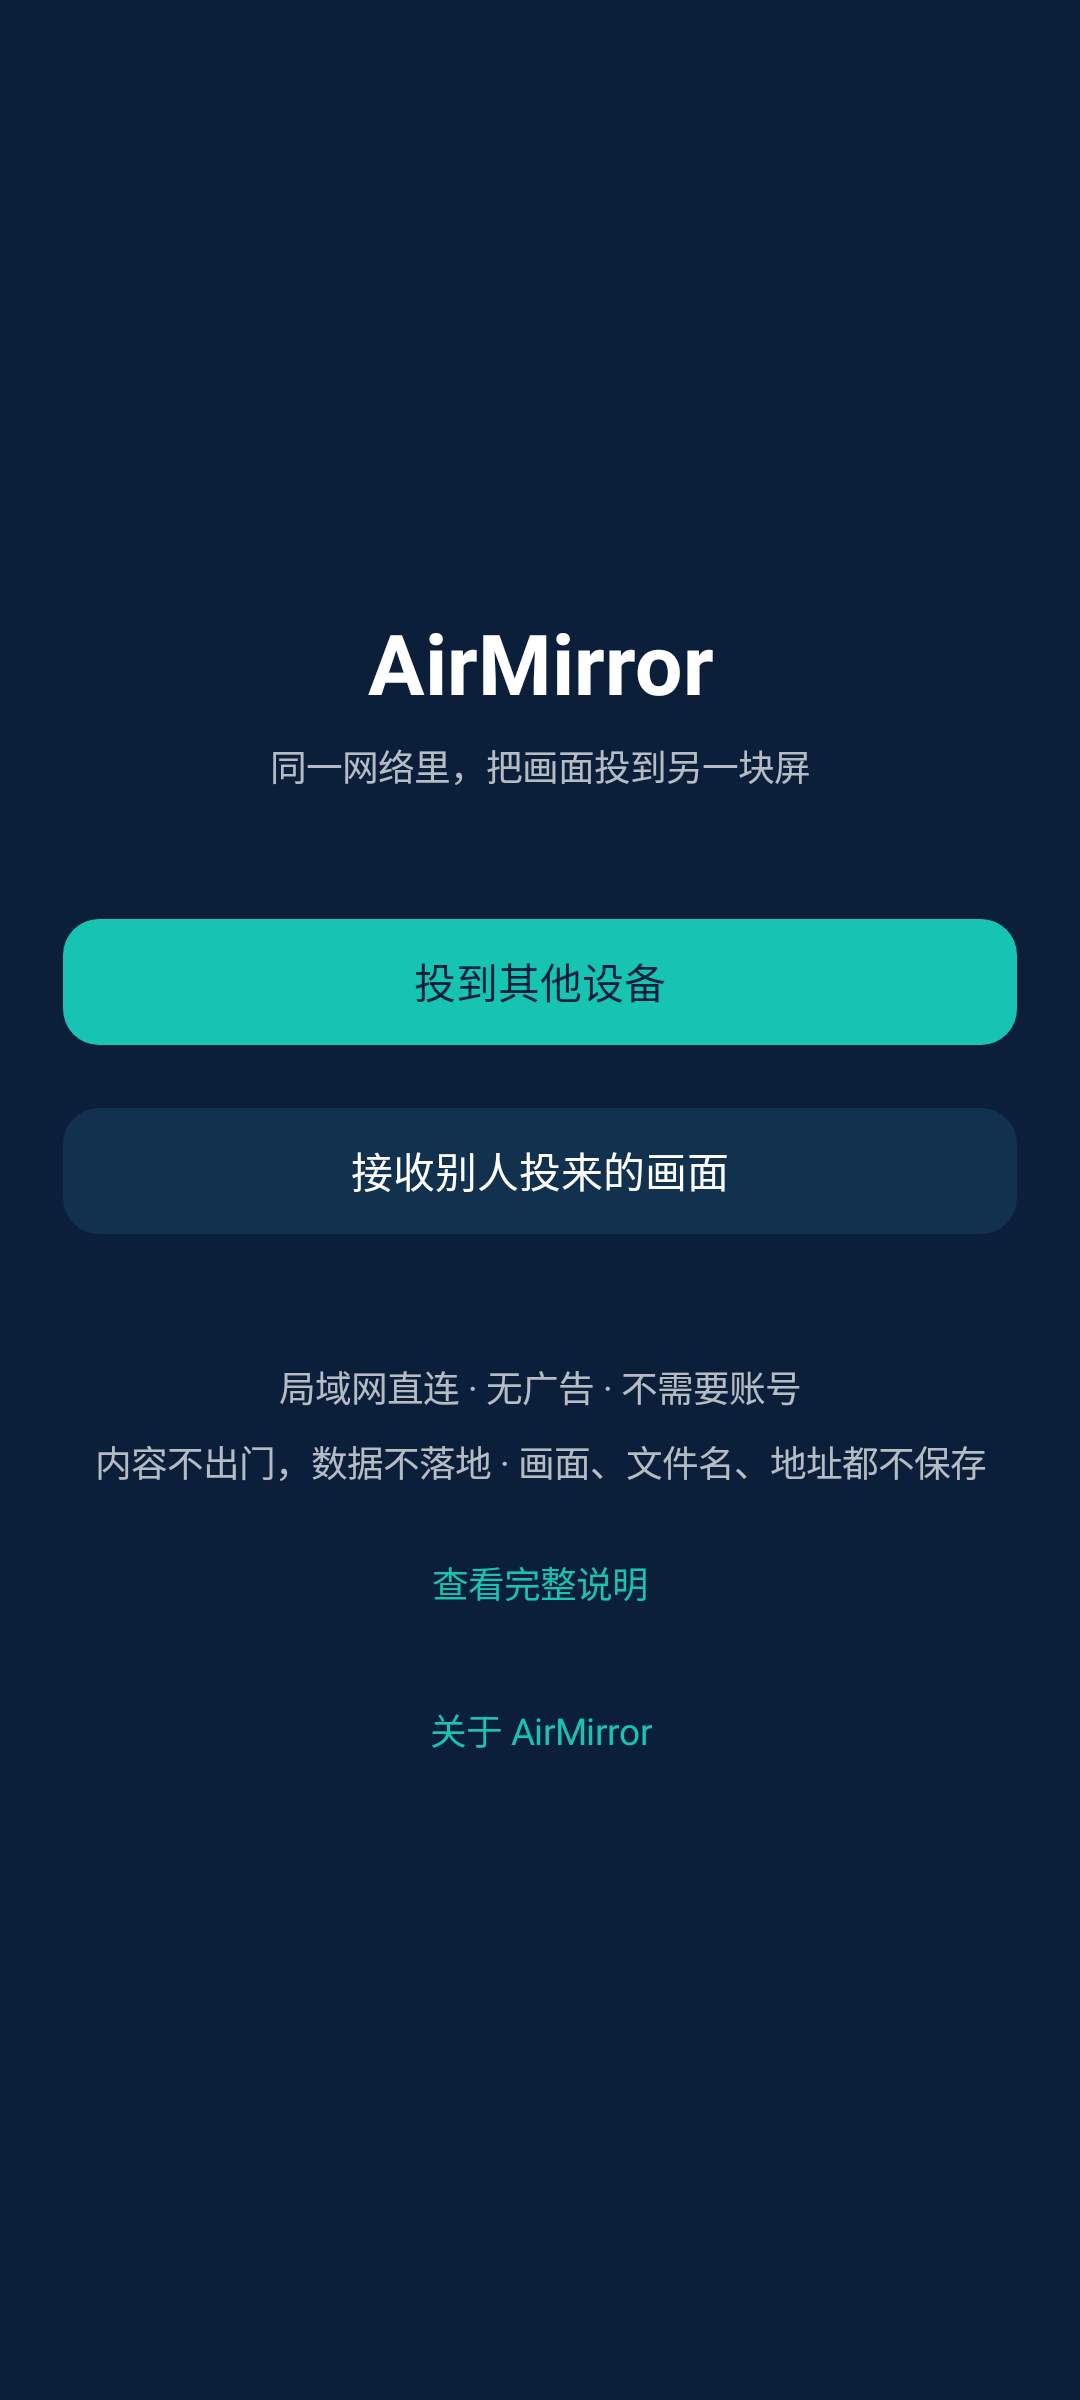 AirMirror
同一网络里，把画面投到另一块屏
投到其他设备
接收别人投来的画面
局域网直连 · 无广告 · 不需要账号
内容不出门，数据不落地 · 画面、文件名、地址都不保存
查看完整说明
关于 AirMirror